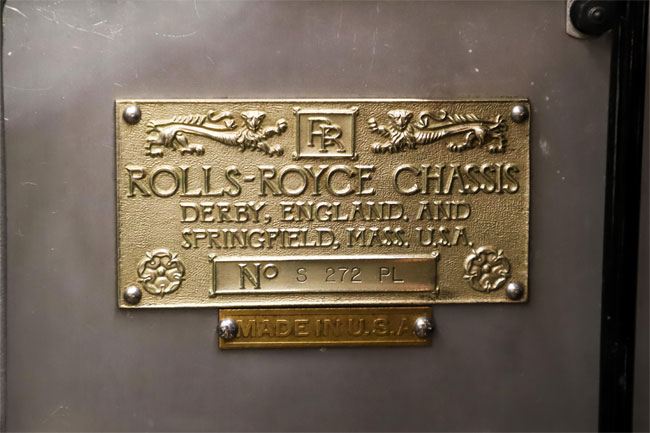 RR
ROLLS-ROYCE CHASSIS
DERBY, ENGLAND, AND
SPRINGFIELD, MASS. U.S.A.
No S 272 PL
MADE IN U.S.A